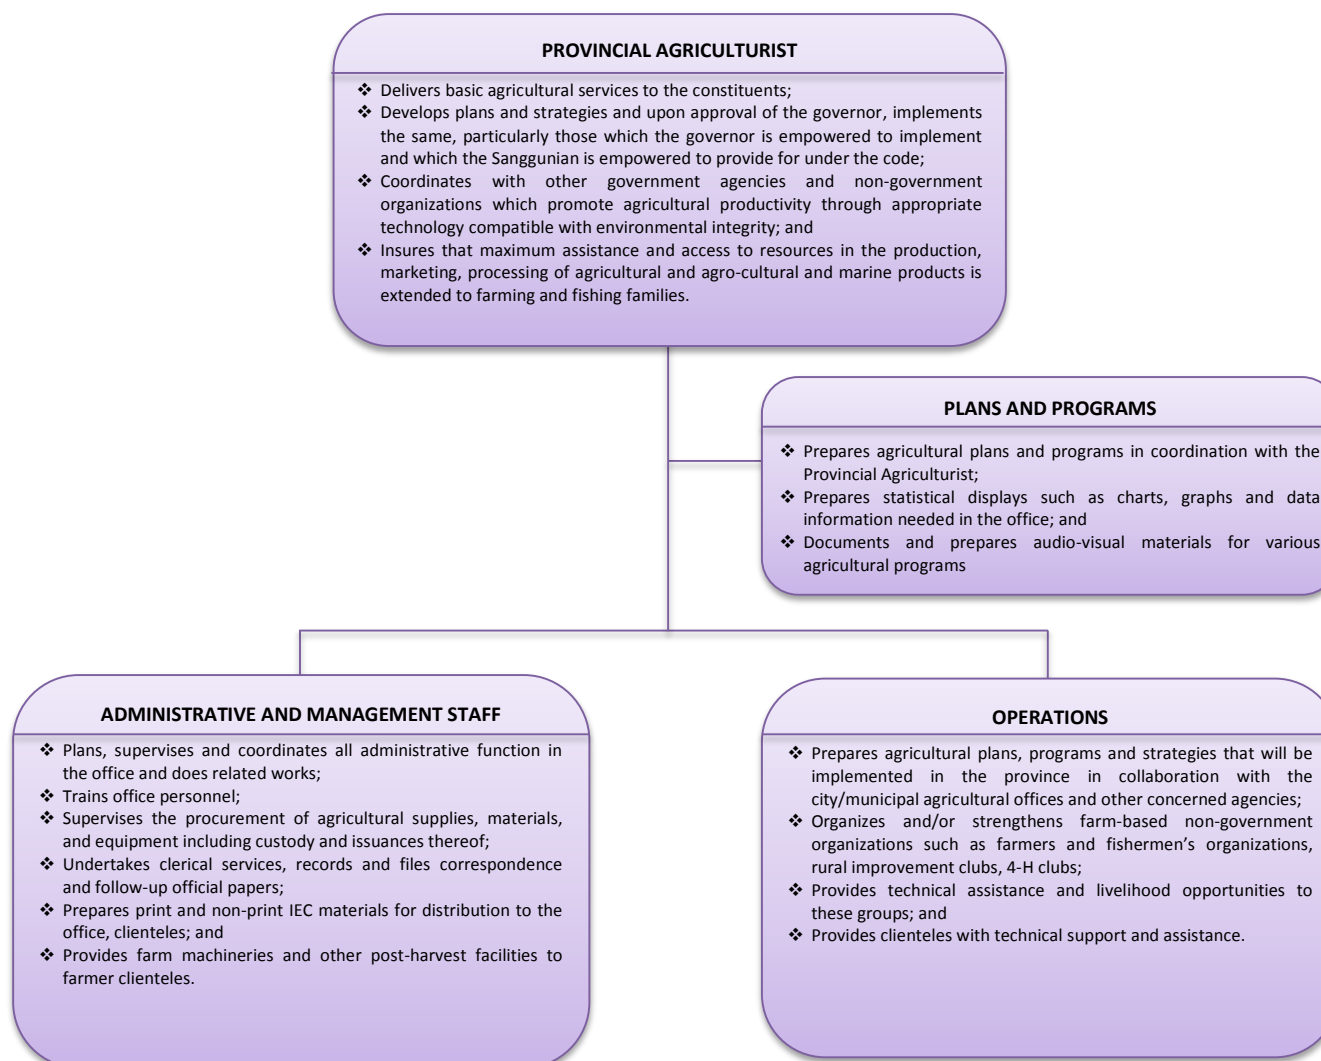 PROVINCIAL AGRICULTURIST
❖ Delivers basic agricultural services to the constituents;
❖ Develops plans and strategies and upon approval of the governor, implements
the same, particularly those which the governor is empowered to implement
and which the Sanggunian is empowered to provide for under the code;
❖ Coordinates with other government agencies and non-government
organizations which promote agricultural productivity through appropriate
technology compatible with environmental integrity; and
❖ Insures that maximum assistance and access to resources in the production,
marketing, processing of agricultural and agro-cultural and marine products is
extended to farming and fishing families.
PLANS AND PROGRAMS
❖ Prepares agricultural plans and programs in coordination with the
Provincial Agriculturist;
❖ Prepares statistical displays such as charts, graphs and data
information needed in the office; and
❖ Documents and prepares audio-visual materials for various
agricultural programs
ADMINISTRATIVE AND MANAGEMENT STAFF
❖ Plans, supervises and coordinates all administrative function in
the office and does related works;
❖ Trains office personnel;
❖ Supervises the procurement of agricultural supplies, materials,
and equipment including custody and issuances thereof;
❖ Undertakes clerical services, records and files correspondence
and follow-up official papers;
❖ Prepares print and non-print IEC materials for distribution to the
office, clienteles; and
❖ Provides farm machineries and other post-harvest facilities to
farmer clienteles.
OPERATIONS
❖ Prepares agricultural plans, programs and strategies that will be
implemented in the province in collaboration with the
city/municipal agricultural offices and other concerned agencies;
❖ Organizes and/or strengthens farm-based non-government
organizations such as farmers and fishermen’s organizations,
rural improvement clubs, 4-H clubs;
❖ Provides technical assistance and livelihood opportunities to
these groups; and
❖ Provides clienteles with technical support and assistance.